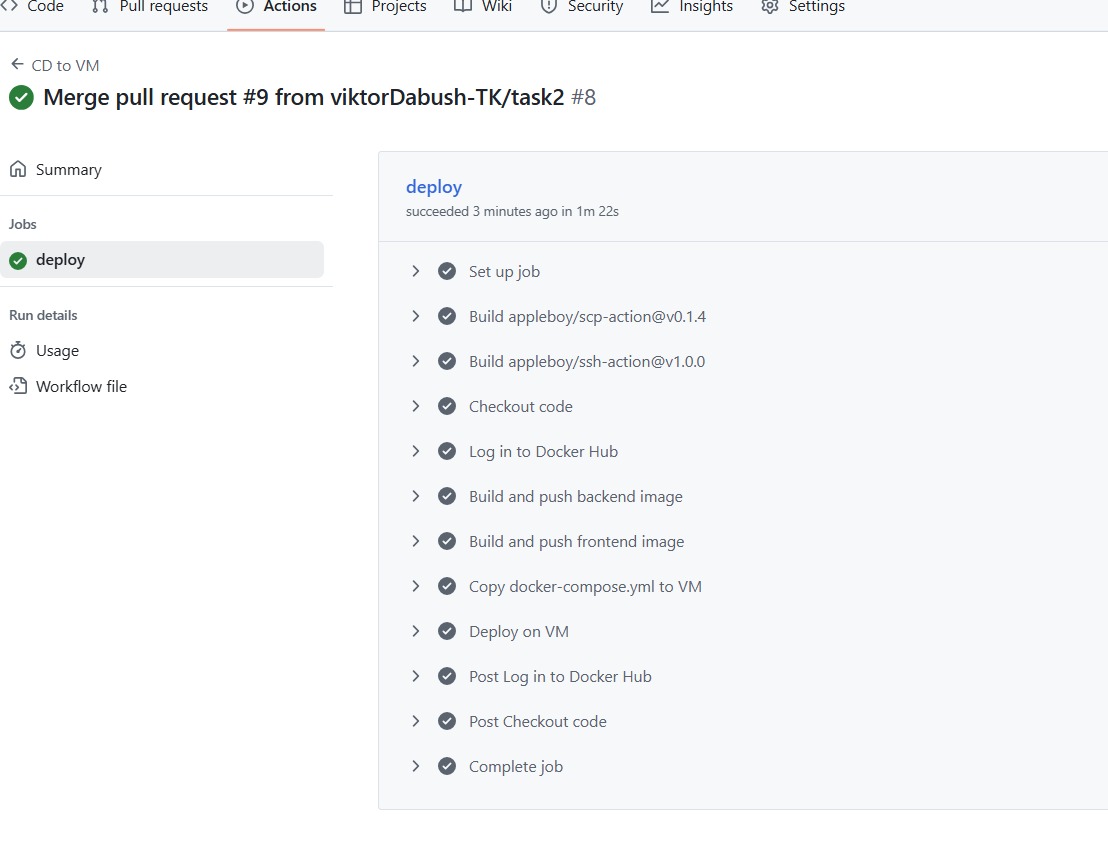 Code Pull requests Actions Projects Wiki Security Insights Settings
CD to VM
Merge pull request #9 from viktorDabush-TK/task2 #8
Summary
Jobs
deploy
Run details
Usage
Workflow file
deploy
succeeded 3 minutes ago in 1m 22s
Set up job
Build appleboy/scp-action@v0.1.4
Build appleboy/ssh-action@v1.0.0
Checkout code
Log in to Docker Hub
Build and push backend image
Build and push frontend image
Copy docker-compose.yml to VM
Deploy on VM
Post Log in to Docker Hub
Post Checkout code
Complete job